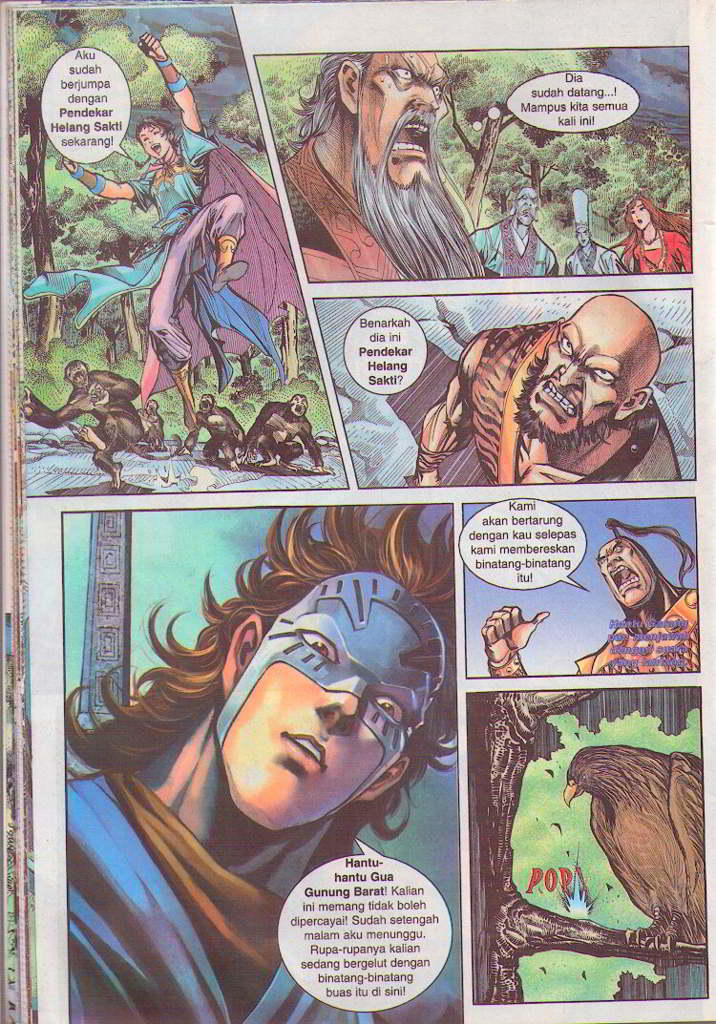 Aku
sudah
berjumpa
dengan
Pendekar
Helang Sakti
sekarang!
Dia
sudah datang...!
Mampus kita semua
kali ini!
Benarkah
dia ini
Pendekar
Helang
Sakti?
Kami
akan bertarung
dengan kau selepas
kami membereskan
binatang-binatang
itu!
Hantu-
hantu Gua
Gunung Barat! Kalian
ini memang tidak boleh
dipercayai! Sudah setengah
malam aku menunggu.
Rupa-rupanya kalian
sedang bergelut dengan
binatang-binatang
buas itu di sini!
POP!